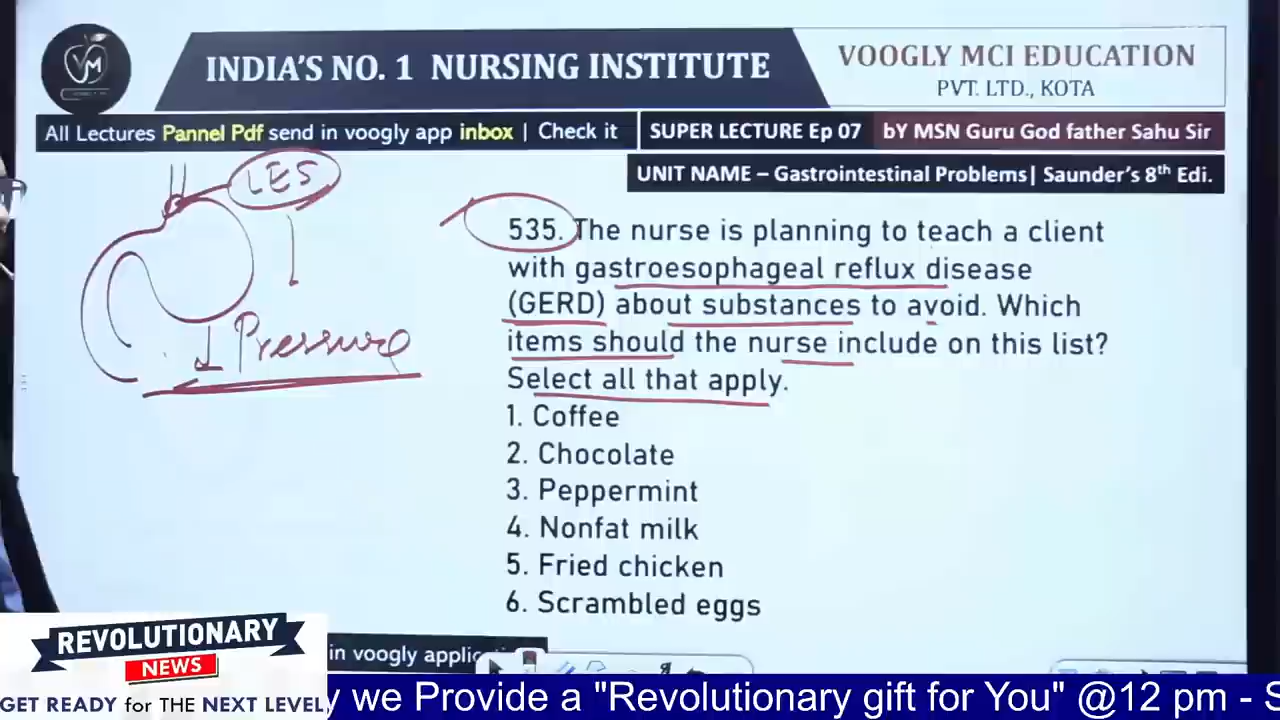 VM
INDIA'S NO. 1 NURSING INSTITUTE
VOOGLY MCI EDUCATION
PVT. LTD., KOTA
All Lectures Pannel Pdf send in voogly app inbox | Check it
SUPER LECTURE Ep 07
bY MSN Guru God father Sahu Sir
UNIT NAME – Gastrointestinal Problems| Saunder's 8th Edi.
LES
Pressure
535. The nurse is planning to teach a client
with gastroesophageal reflux disease
(GERD) about substances to avoid. Which
items should the nurse include on this list?
Select all that apply.
1. Coffee
2. Chocolate
3. Peppermint
4. Nonfat milk
5. Fried chicken
6. Scrambled eggs
REVOLUTIONARY
NEWS
GET READY for THE NEXT LEVEL
in voogly applic
y we Provide a "Revolutionary gift for You" @12 pm - S